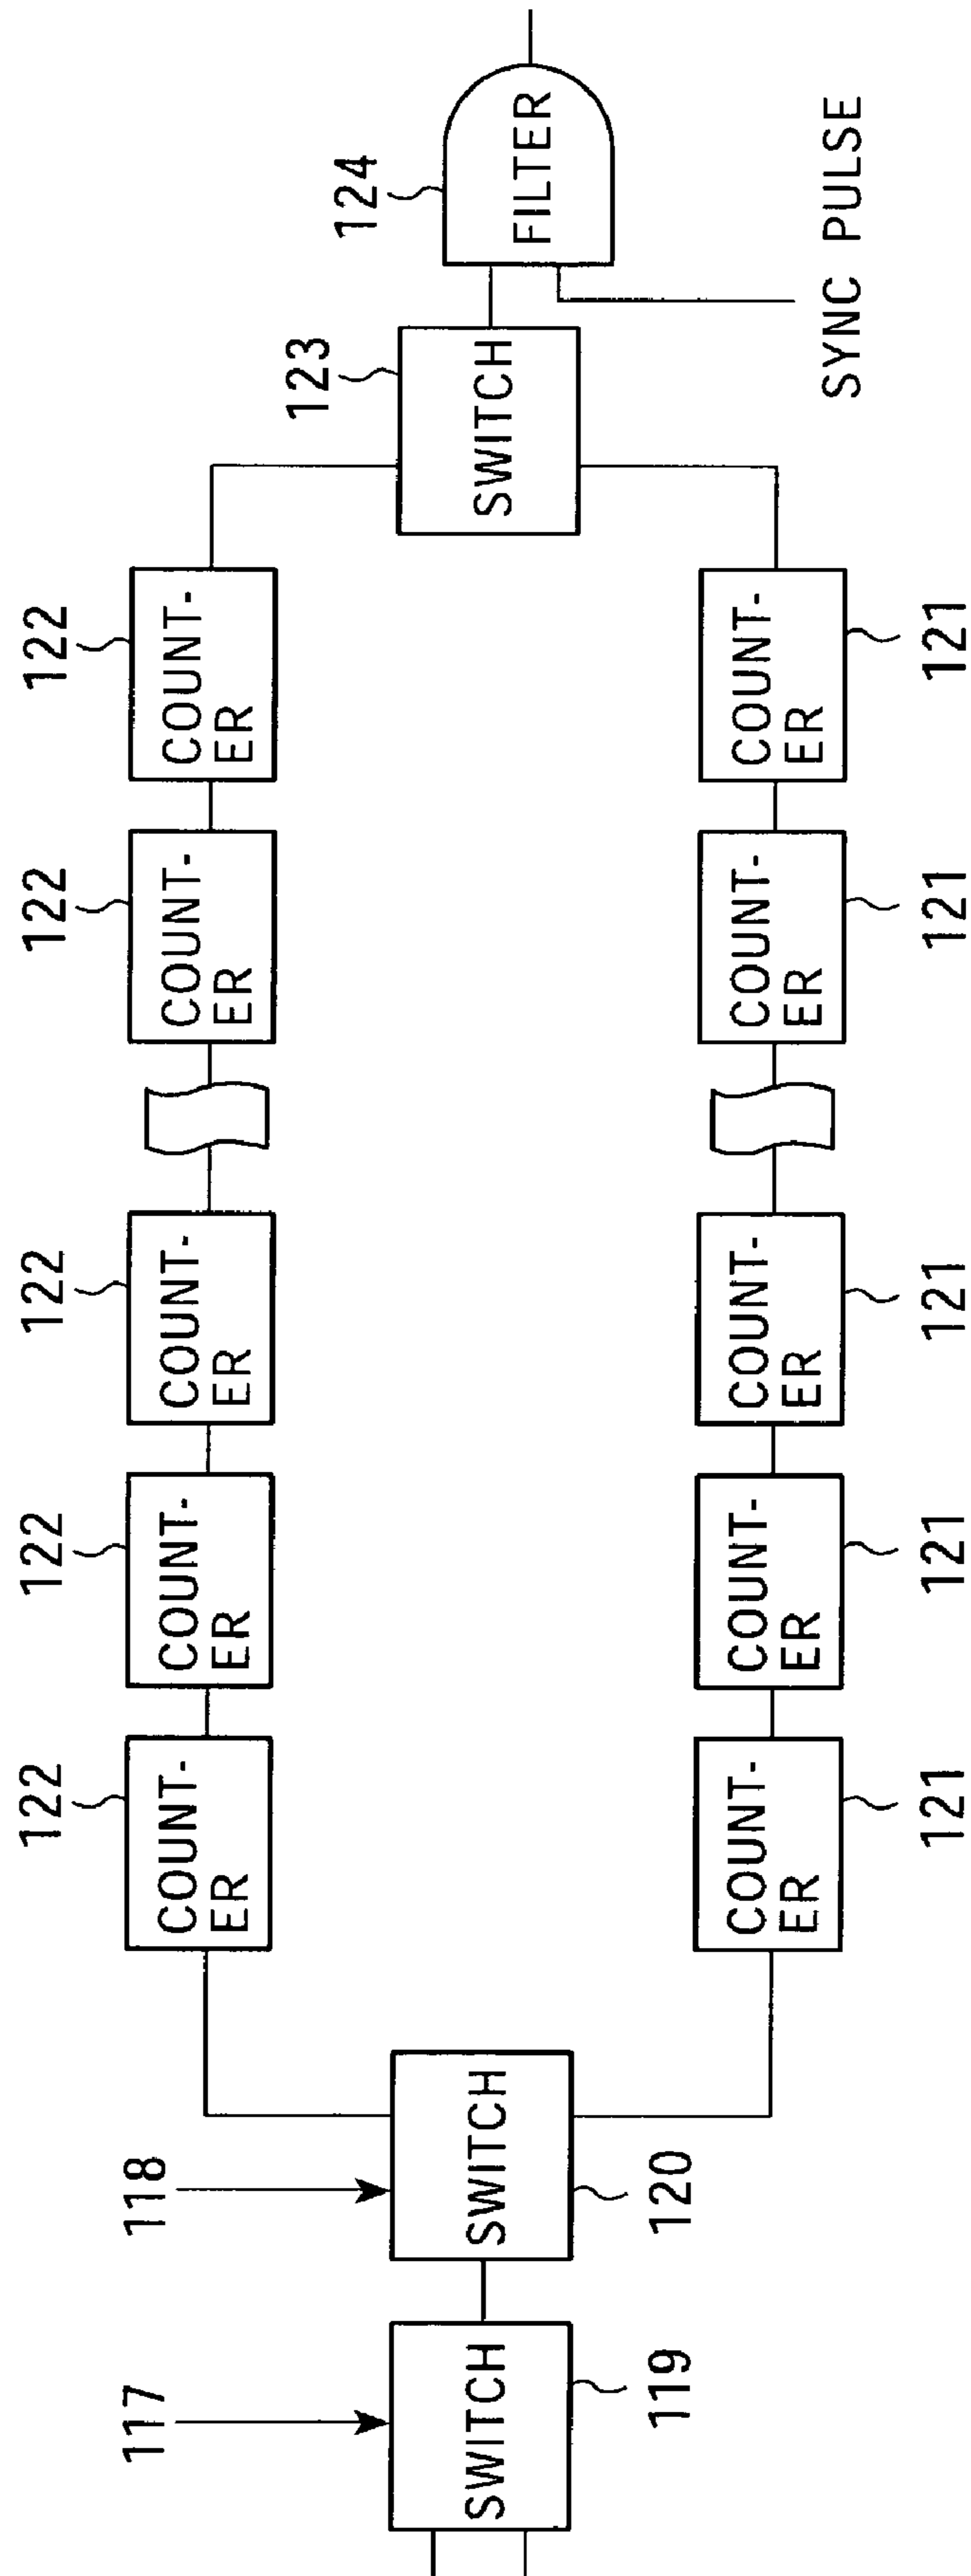 117
118
SWITCH
119
SWITCH
120
122
COUNT-
ER
122
COUNT-
ER
122
COUNT-
ER
122
COUNT-
ER
122
COUNT-
ER
COUNT-
ER
121
COUNT-
ER
121
COUNT-
ER
121
COUNT-
ER
121
COUNT-
ER
121
123
SWITCH
124
FILTER
SYNC PULSE